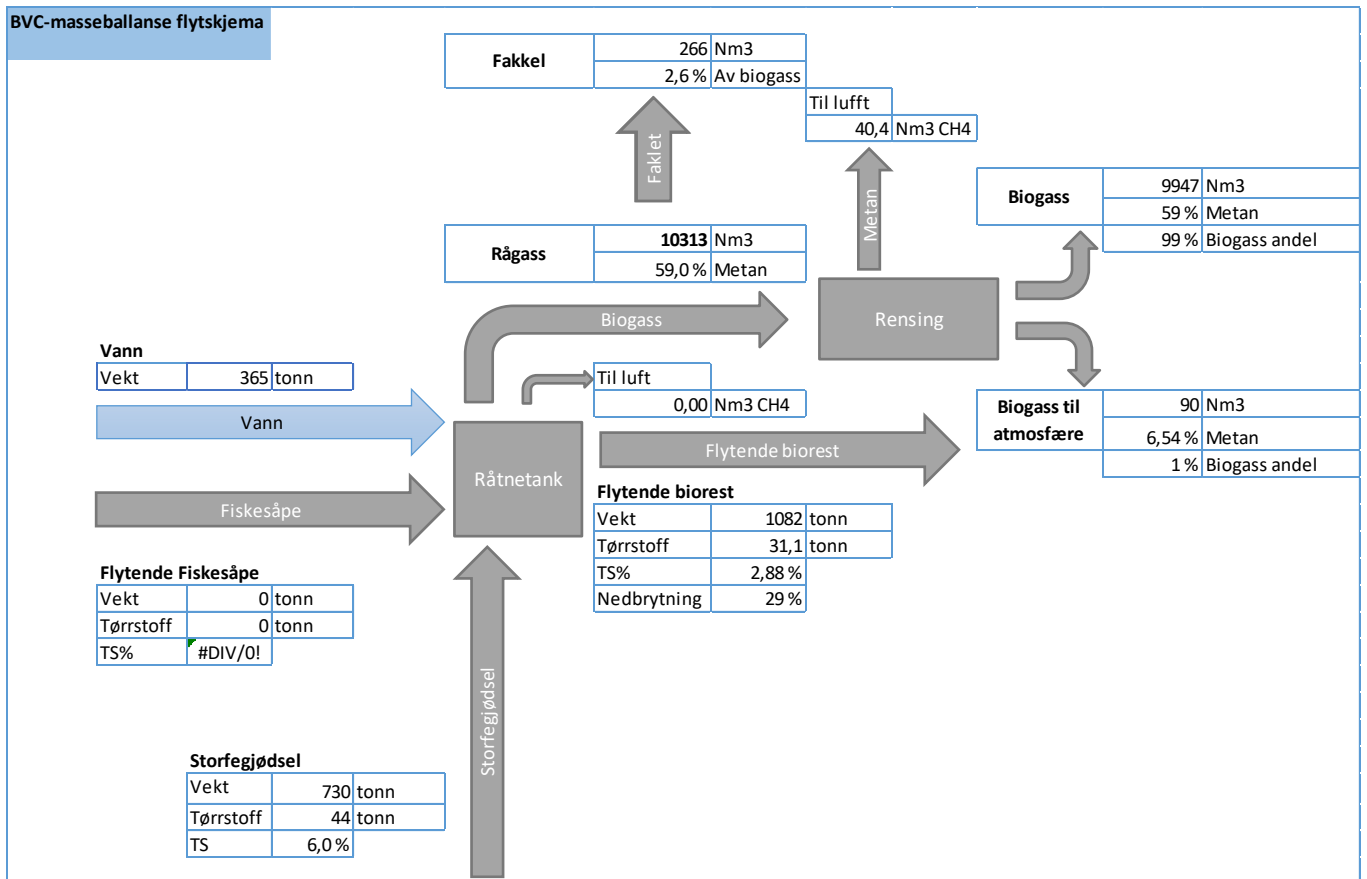 BVC-masseballanse flytskjema
Fakkel 266 Nm3
2,6 % Av biogass
Til lufft
40,4 Nm3 CH4
Faklet
Metan
Biogass 9947 Nm3
59 % Metan
99 % Biogass andel
Rågass 10313 Nm3
59,0 % Metan
Biogass
Rensing
Vann
Vekt 365 tonn
Vann
Til luft
0,00 Nm3 CH4
Biogass til atmosfære 90 Nm3
6,54 % Metan
1 % Biogass andel
Råtnetank
Flytende biorest
Fiskesåpe
Flytende biorest
Vekt 1082 tonn
Tørrstoff 31,1 tonn
TS% 2,88 %
Nedbrytning 29 %
Flytende Fiskesåpe
Vekt 0 tonn
Tørrstoff 0 tonn
TS% #DIV/0!
Storfegjødsel
Storfegjødsel
Vekt 730 tonn
Tørrstoff 44 tonn
TS 6,0 %